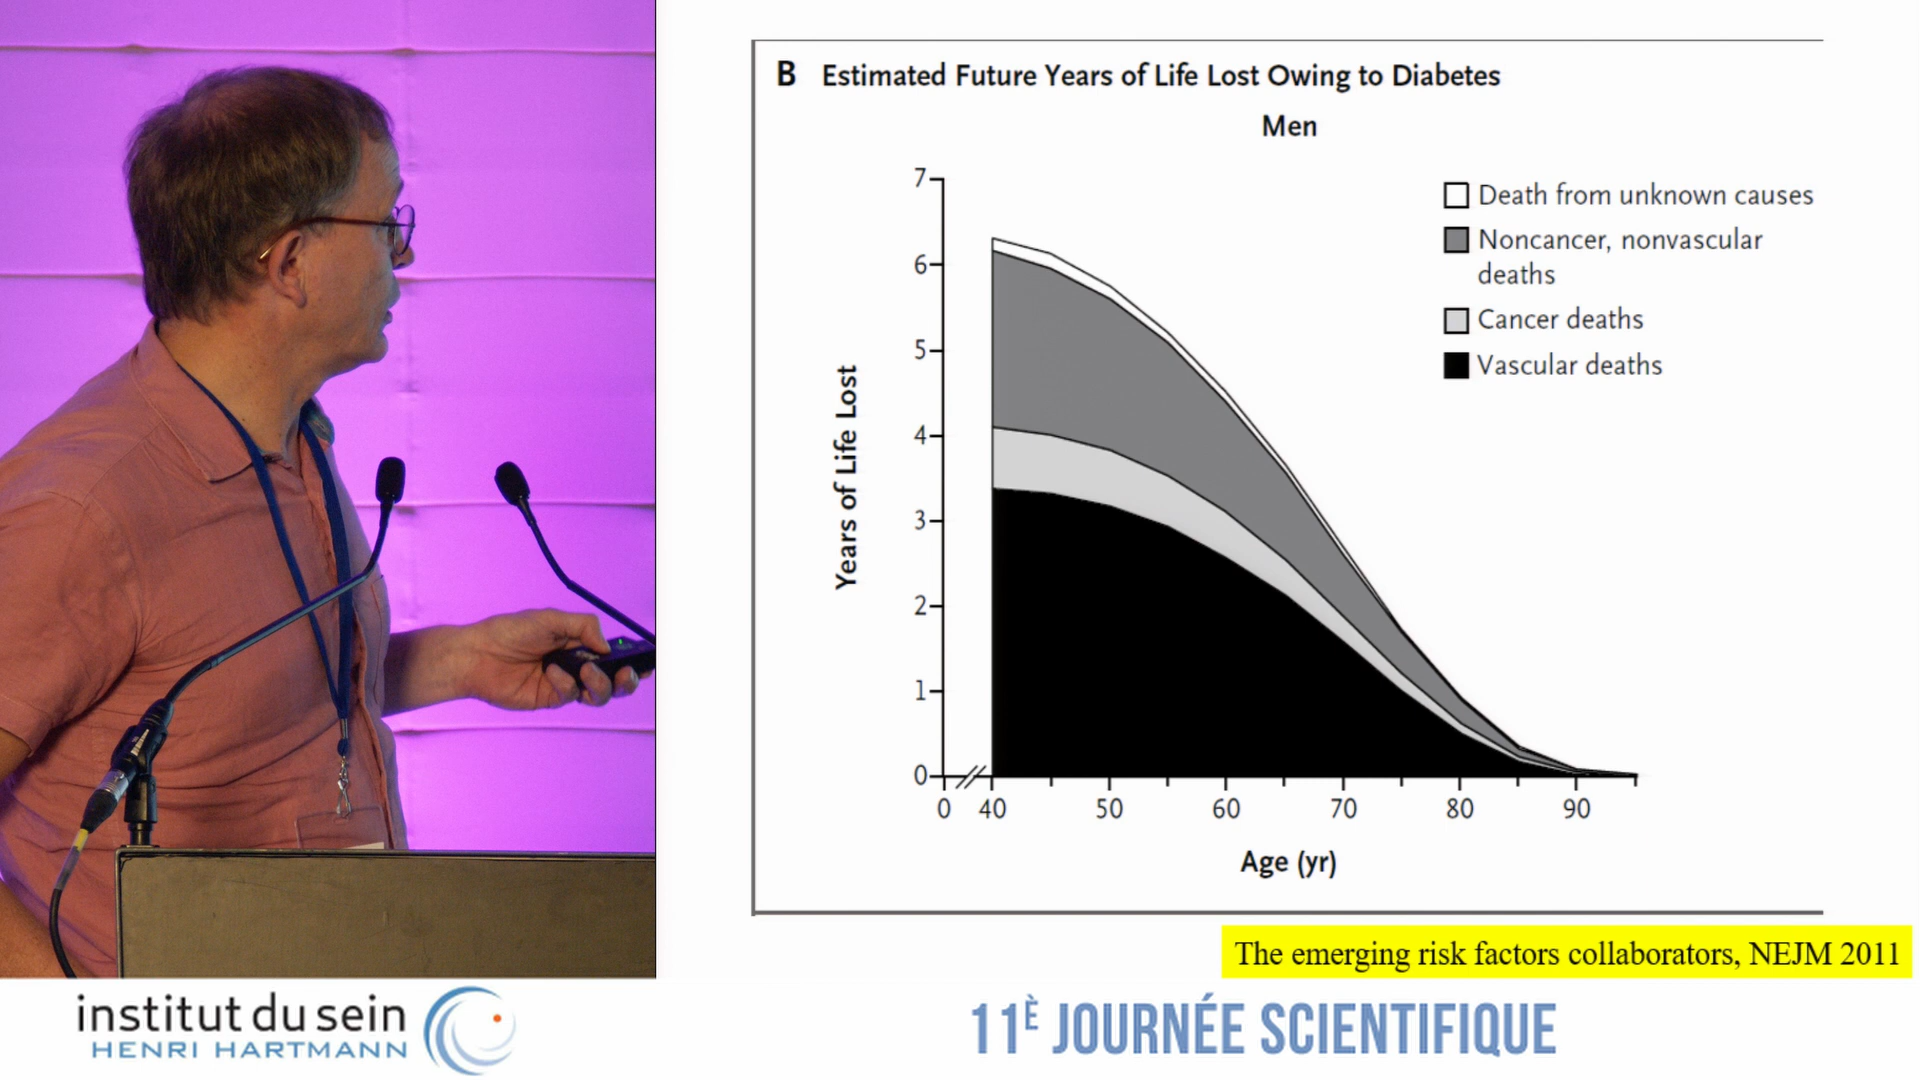 B Estimated Future Years of Life Lost Owing to Diabetes
Men
Years of Life Lost
7
6
5
4
3
2
1
0
0 40 50 60 70 80 90
Age (yr)
Death from unknown causes
Noncancer, nonvascular
deaths
Cancer deaths
Vascular deaths
The emerging risk factors collaborators, NEJM 2011
institut du sein
HENRI HARTMANN
11È JOURNÉE SCIENTIFIQUE